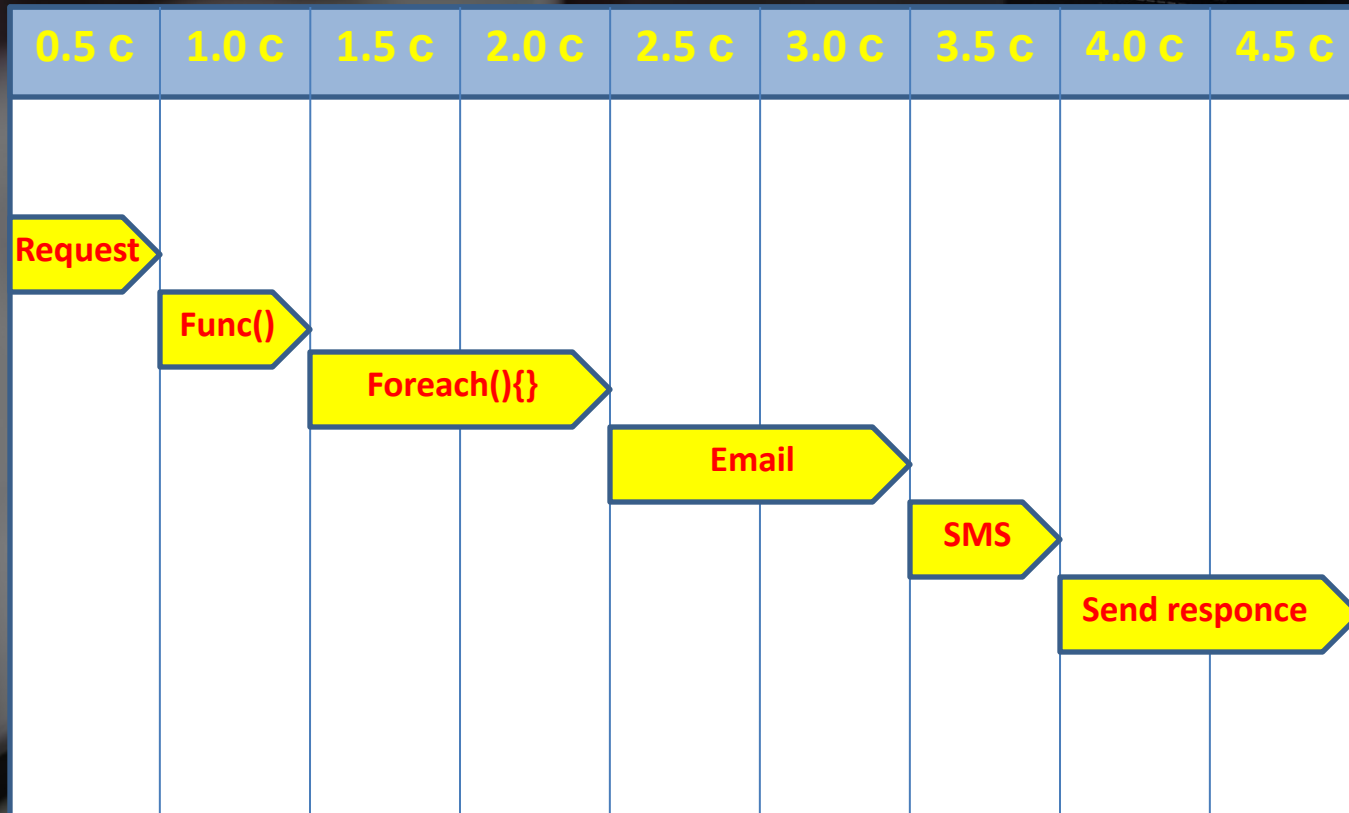 0.5 с 1.0 с 1.5 с 2.0 с 2.5 с 3.0 с 3.5 с 4.0 с 4.5 с
Request
Func()
Foreach(){}
Email
SMS
Send responce